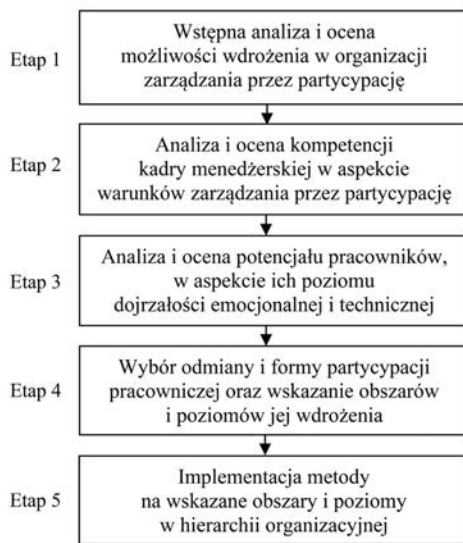 Etap 1
Wstępna analiza i ocena
możliwości wdrożenia w organizacji
zarządzania przez partycypację
Etap 2
Analiza i ocena kompetencji
kadry menedżerskiej w aspekcie
warunków zarządzania przez partycypację
Etap 3
Analiza i ocena potencjału pracowników,
w aspekcie ich poziomu
dojrzałości emocjonalnej i technicznej
Etap 4
Wybór odmiany i formy partycypacji
pracowniczej oraz wskazanie obszarów
i poziomów jej wdrożenia
Etap 5
Implementacja metody
na wskazane obszary i poziomy
w hierarchii organizacyjnej